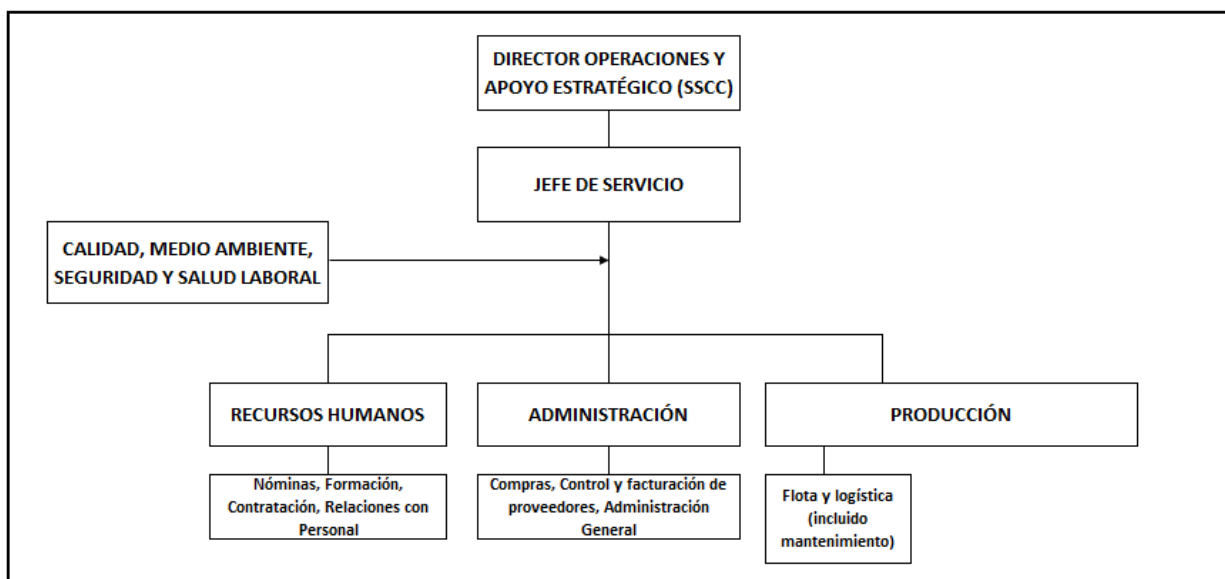 DIRECTOR OPERACIONES Y
APOYO ESTRATÉGICO (SSCC)
JEFE DE SERVICIO
CALIDAD, MEDIO AMBIENTE,
SEGURIDAD Y SALUD LABORAL
RECURSOS HUMANOS
ADMINISTRACIÓN
PRODUCCIÓN
Nóminas, Formación,
Contratación, Relaciones con
Personal
Compras, Control y facturación de
proveedores, Administración
General
Flota y logística
(incluido
mantenimiento)